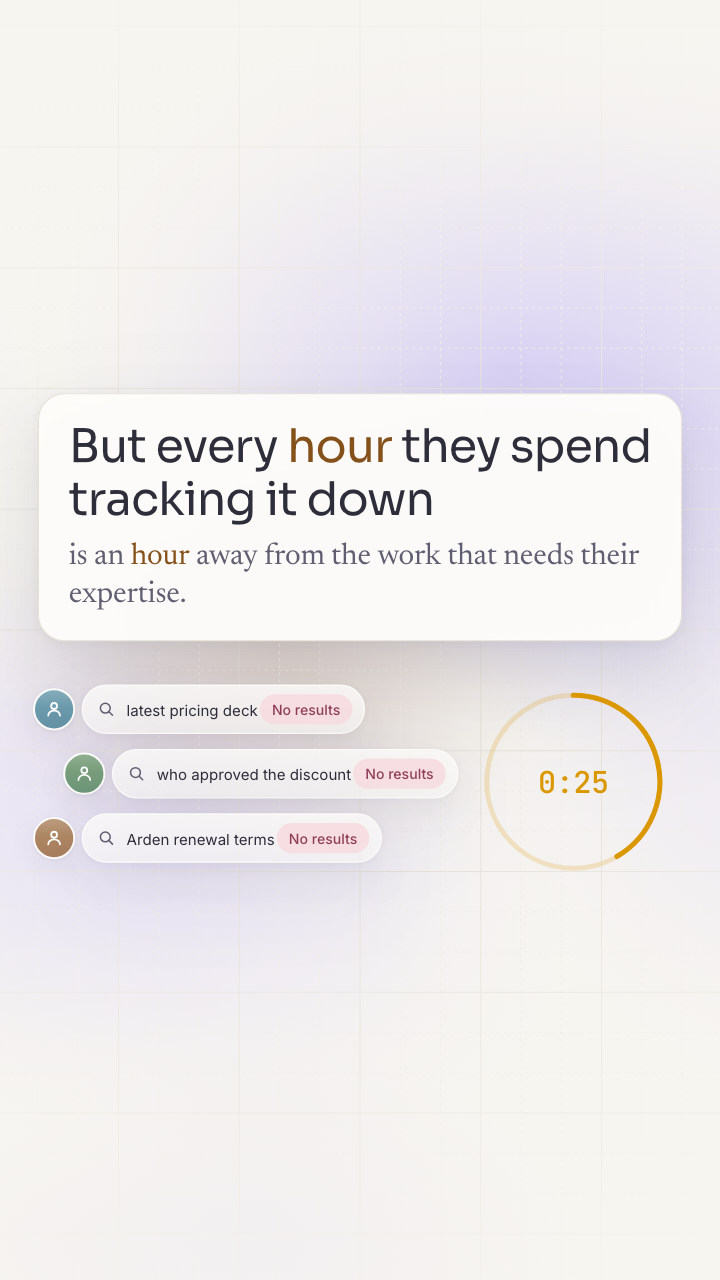 But every hour they spend
tracking it down
is an hour away from the work that needs their
expertise.
latest pricing deck No results
who approved the discount No results
Arden renewal terms No results
0:25